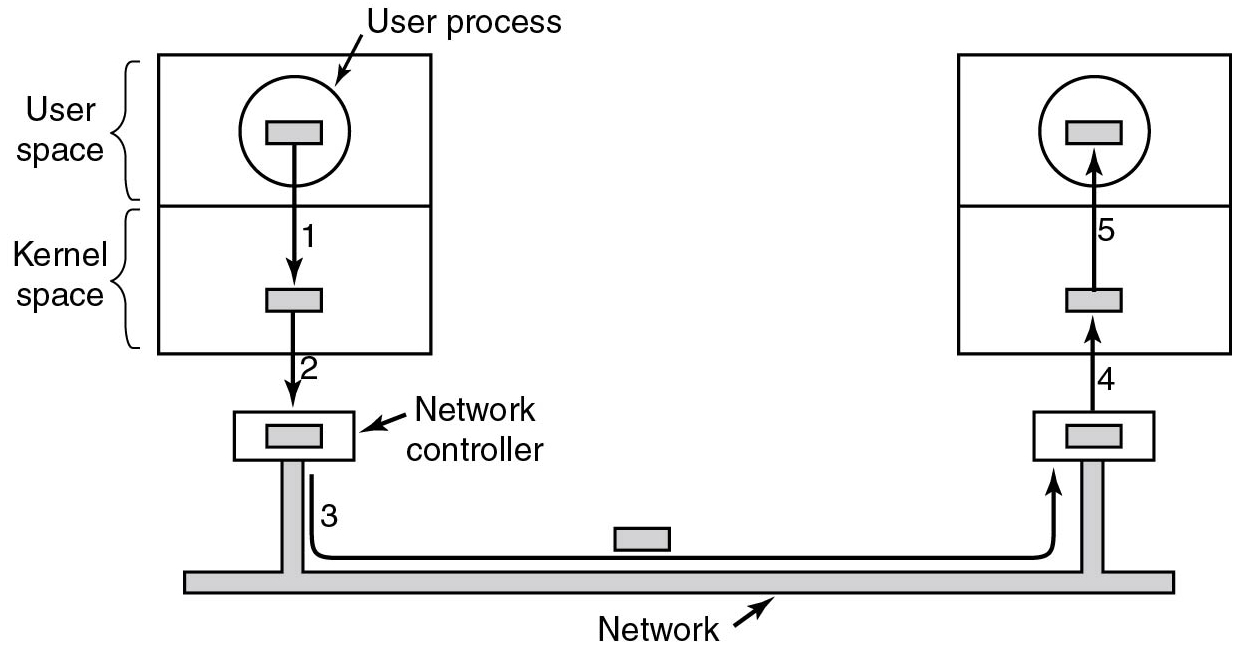 User process
User
space
1
5
Kernel
space
2
4
Network
controller
3
Network